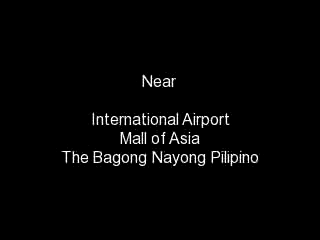 Near
International Airport
Mall of Asia
The Bagong Nayong Pilipino